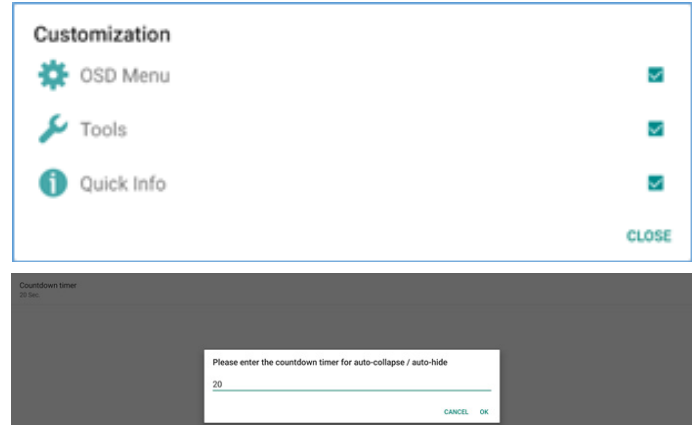 Customization
OSD Menu
Tools
Quick Info
CLOSE
Countdown timer
20 Sec.
Please enter the countdown timer for auto-collapse / auto-hide
20
CANCEL OK